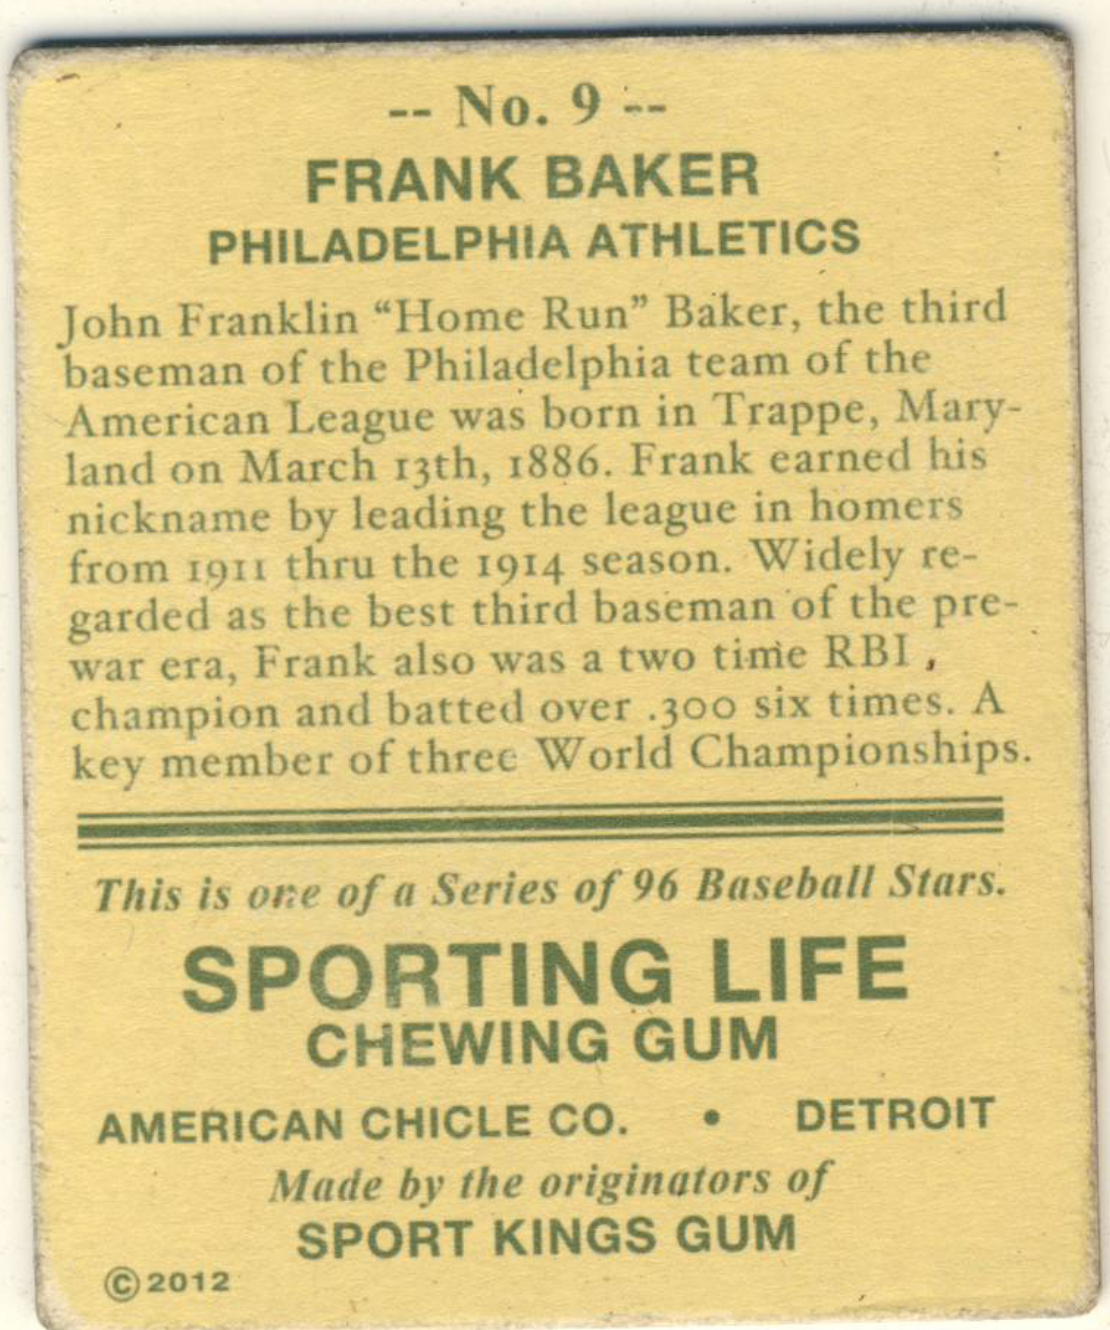 -- No. 9 --
FRANK BAKER
PHILADELPHIA ATHLETICS
John Franklin “Home Run” Baker, the third
baseman of the Philadelphia team of the
American League was born in Trappe, Mary-
land on March 13th, 1886. Frank earned his
nickname by leading the league in homers
from 1911 thru the 1914 season. Widely re-
garded as the best third baseman of the pre-
war era, Frank also was a two time RBI
champion and batted over .300 six times. A
key member of three World Championships.
This is one of a Series of 96 Baseball Stars.
SPORTING LIFE
CHEWING GUM
AMERICAN CHICLE CO. • DETROIT
Made by the originators of
SPORT KINGS GUM
© 2012